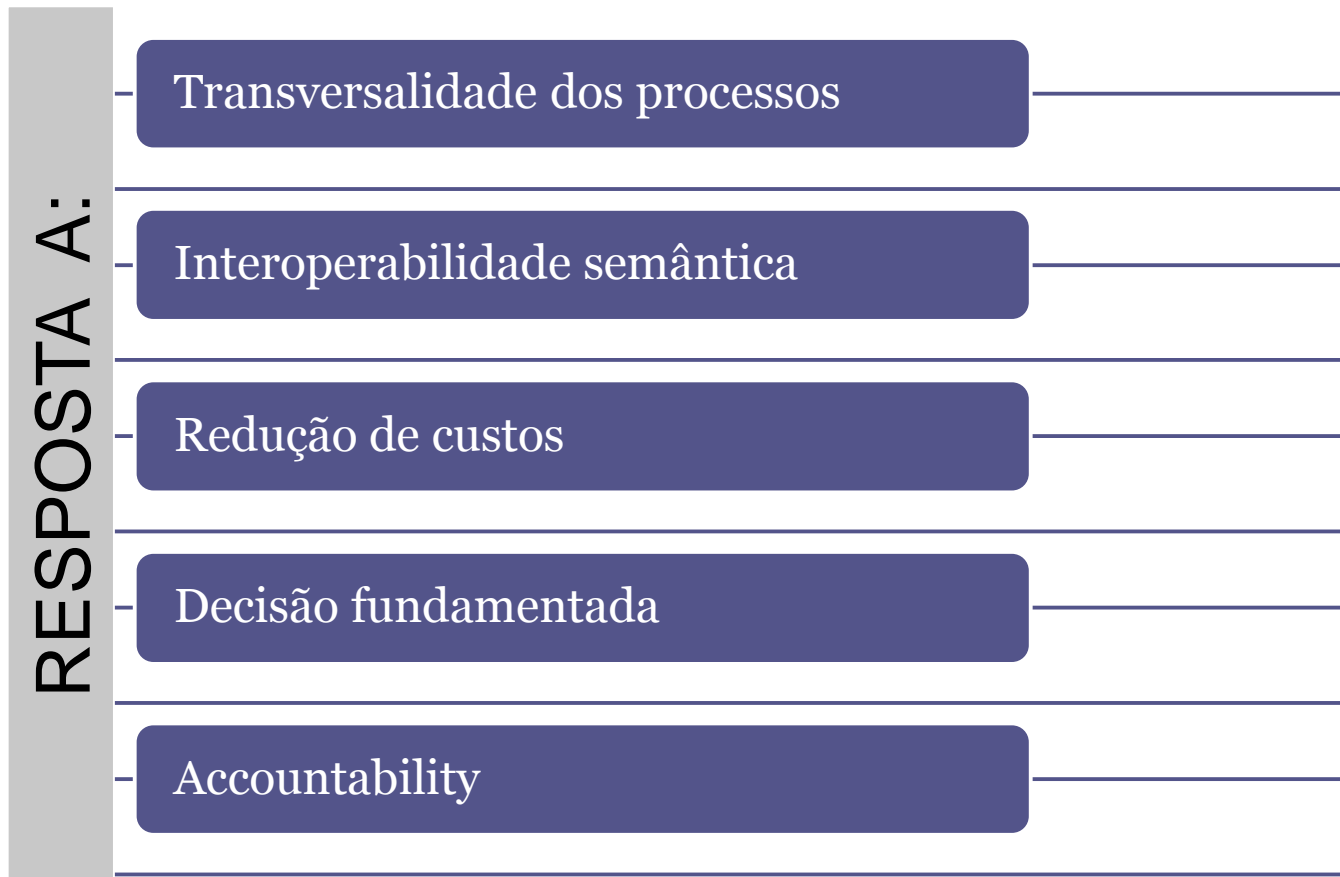 RESPOSTA A:
Transversalidade dos processos
Interoperabilidade semântica
Redução de custos
Decisão fundamentada
Accountability